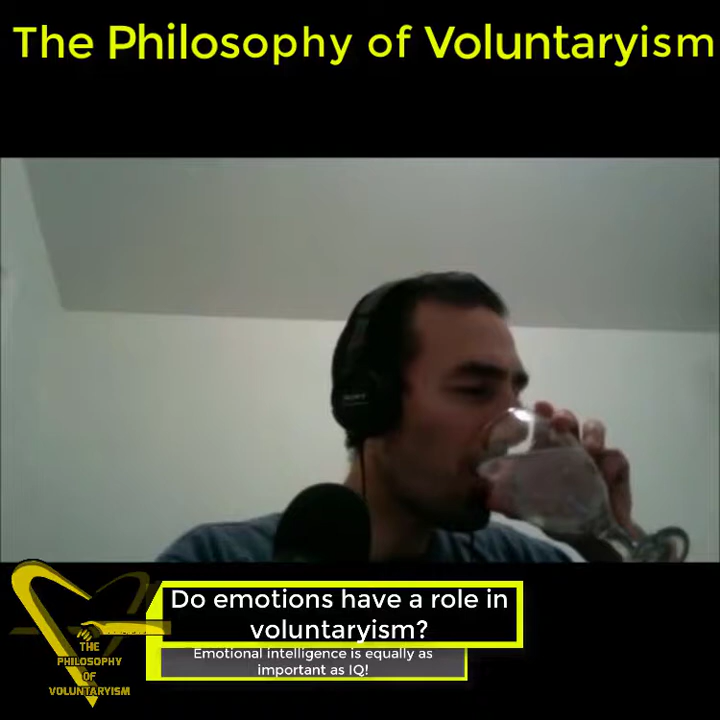 The Philosophy of Voluntaryism
SONY
Do emotions have a role in
voluntaryism?
Emotional intelligence is equally as
important as IQ!
THE
PHILOSOPHY
OF
VOLUNTARYISM